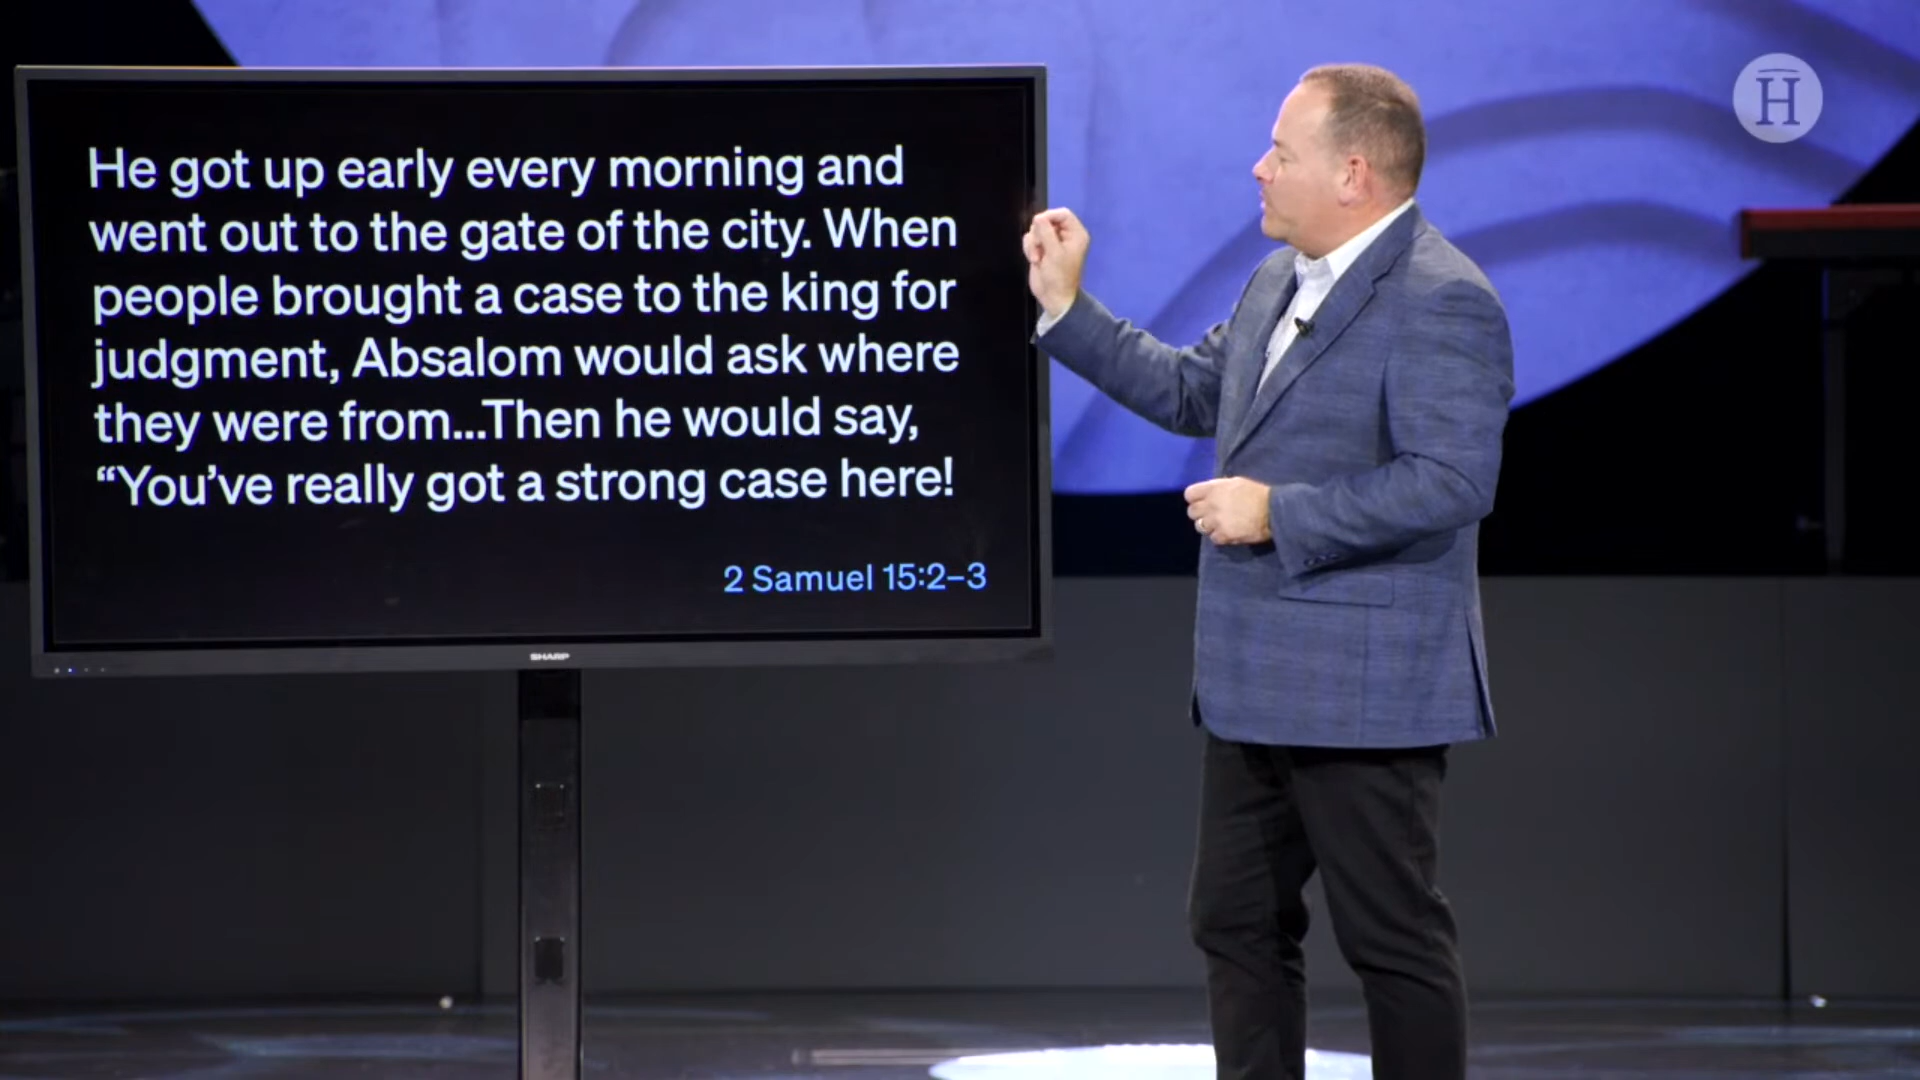 He got up early every morning and
went out to the gate of the city. When
people brought a case to the king for
judgment, Absalom would ask where
they were from...Then he would say,
“You’ve really got a strong case here!
2 Samuel 15:2–3
SHARP
H